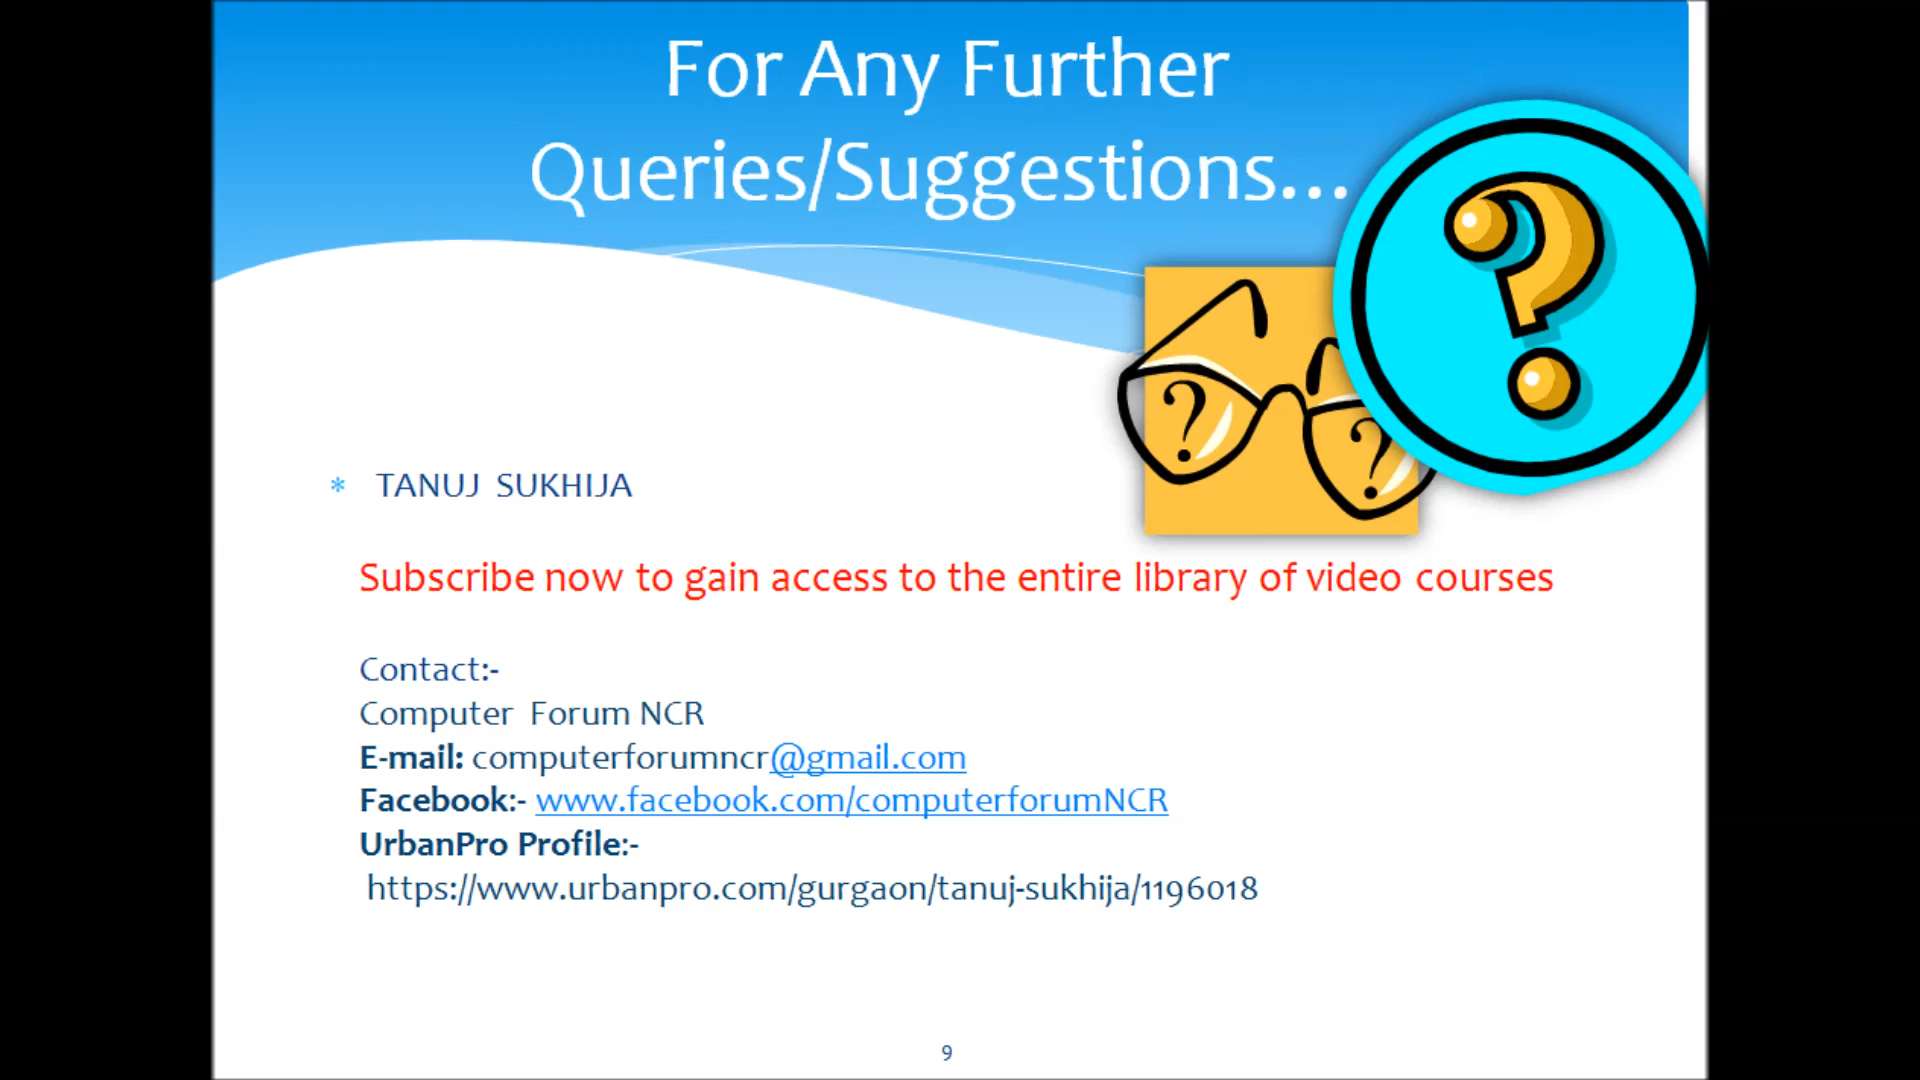 For Any Further
Queries/Suggestions...
?
? ?
* TANUJ SUKHIJA
Subscribe now to gain access to the entire library of video courses
Contact:-
Computer Forum NCR
E-mail: computerforumncr@gmail.com
Facebook:- www.facebook.com/computerforumNCR
UrbanPro Profile:-
https://www.urbanpro.com/gurgaon/tanuj-sukhija/1196018
9